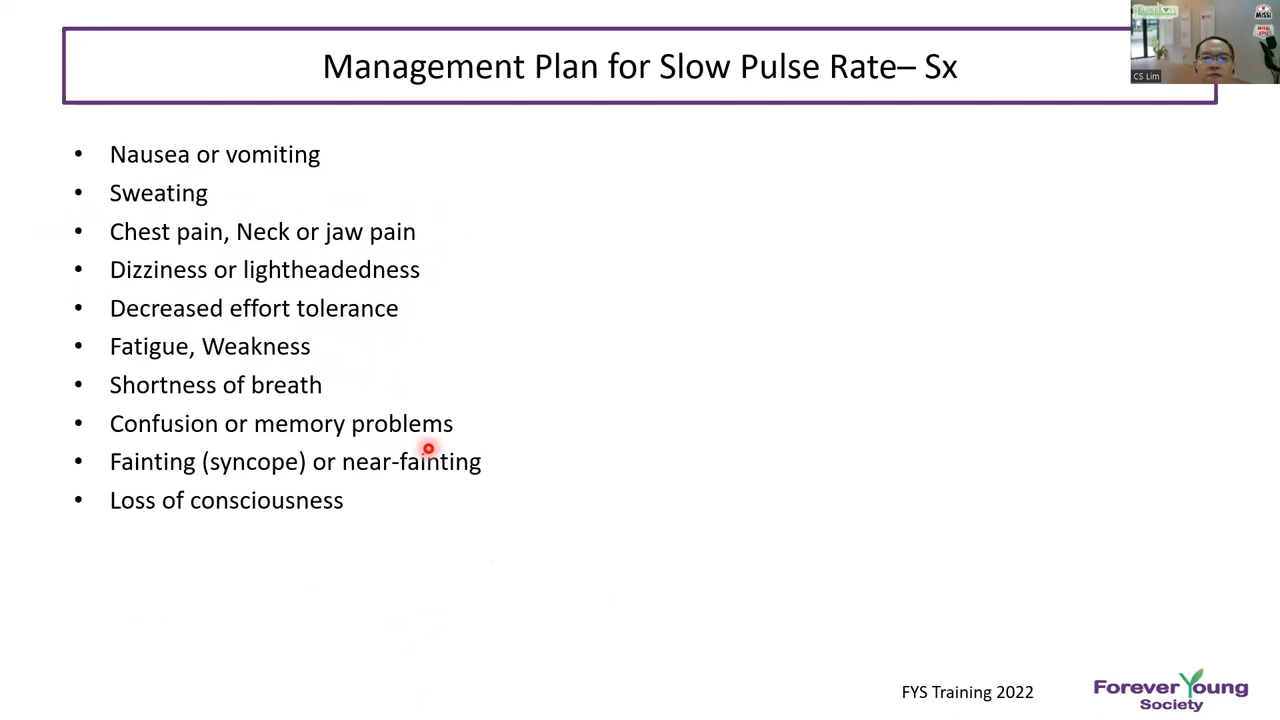 Management Plan for Slow Pulse Rate– Sx
CS Lim
MISSI
• Nausea or vomiting
• Sweating
• Chest pain, Neck or jaw pain
• Dizziness or lightheadedness
• Decreased effort tolerance
• Fatigue, Weakness
• Shortness of breath
• Confusion or memory problems
• Fainting (syncope) or near-fainting
• Loss of consciousness
FYS Training 2022
Forever Young
Society